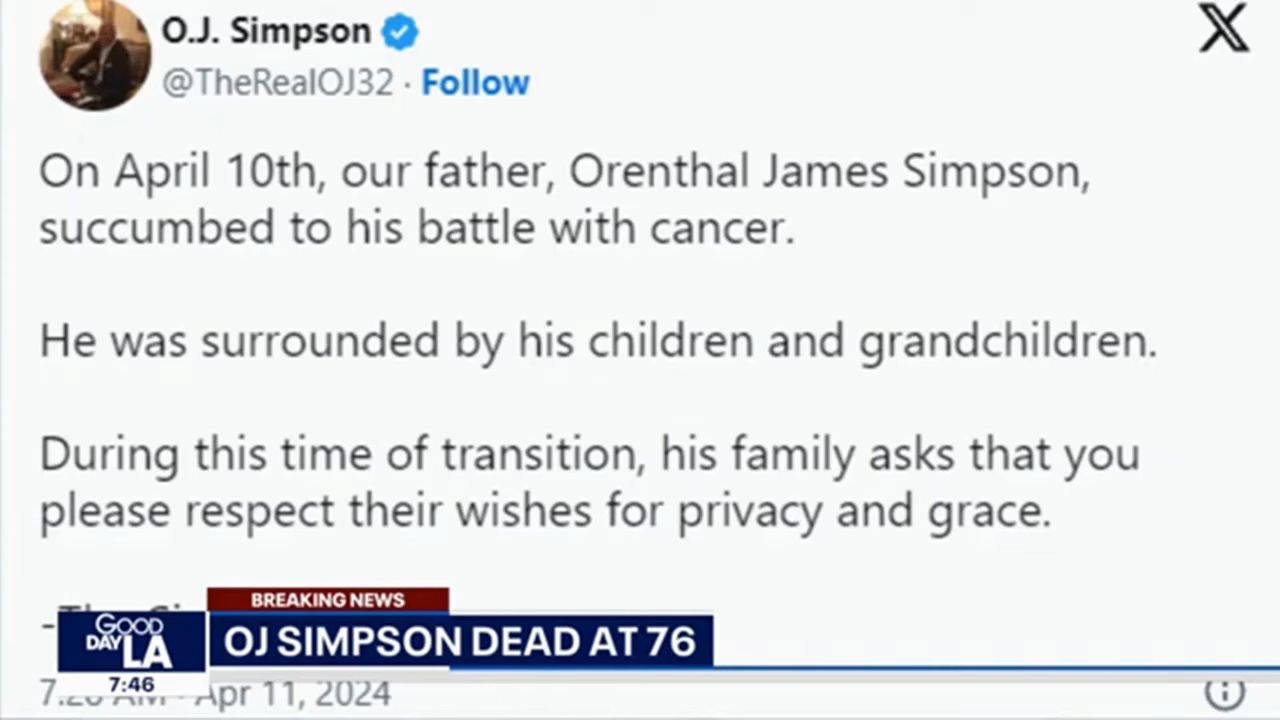 O.J. Simpson
X
@TheRealOJ32 · Follow
On April 10th, our father, Orenthal James Simpson,
succumbed to his battle with cancer.
He was surrounded by his children and grandchildren.
During this time of transition, his family asks that you
please respect their wishes for privacy and grace.
BREAKING NEWS
GOOD
DAY LA
OJ SIMPSON DEAD AT 76
7:46
Apr 11, 2024